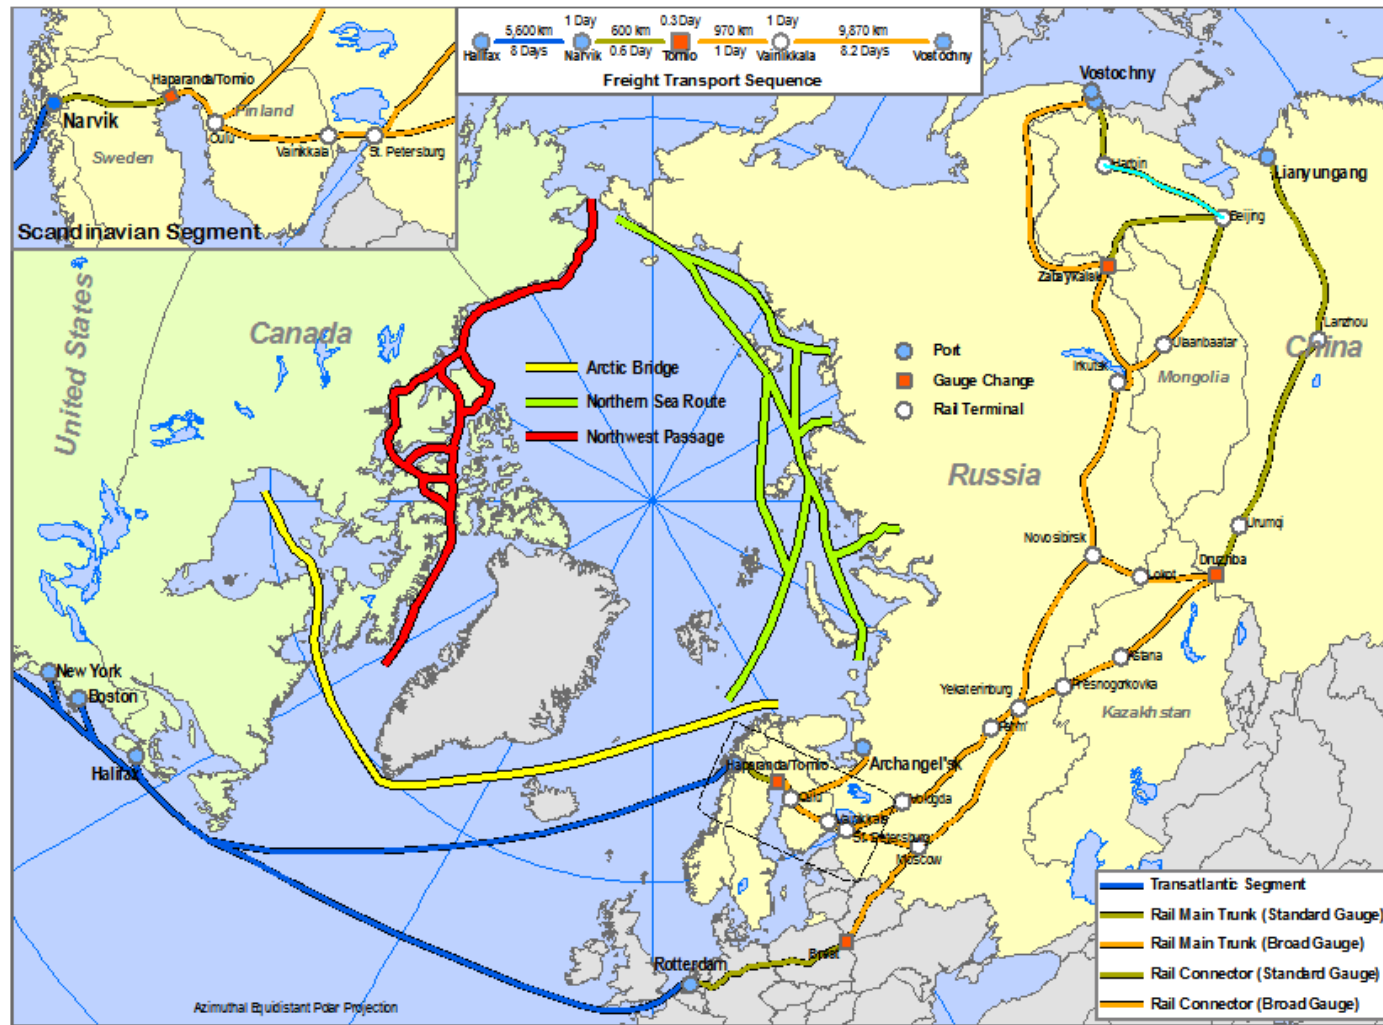 5,600 km
1 Day
600 km
0.3 Day
970 km
1 Day
9,870 km
Halifax
8 Days
Narvik
0.6 Day
Tornio
1 Day
Vainikkala
8.2 Days
Vostochny
Freight Transport Sequence
Haparanda/Tornio
Narvik
Finland
Oulu
Sweden
Vainikkala
St. Petersburg
Scandinavian Segment
Vostochny
Harbin
Lianyungang
Beijing
Zabaykalsk
Lanzhou
China
Ulaanbaatar
Irkutsk
Mongolia
United States
Canada
Arctic Bridge
Northern Sea Route
Northwest Passage
Port
Gauge Change
Rail Terminal
Russia
Urumqi
Novosibirsk
Druzhba
Lokot
Astana
Presnogorkovka
Yekaterinburg
Kazakhstan
Perm
New York
Boston
Halifax
Haparanda/Tornio
Archangel'sk
Oulu
Vologda
Vainikkala
St. Petersburg
Moscow
Brest
Rotterdam
Azimuthal Equidistant Polar Projection
Transatlantic Segment
Rail Main Trunk (Standard Gauge)
Rail Main Trunk (Broad Gauge)
Rail Connector (Standard Gauge)
Rail Connector (Broad Gauge)